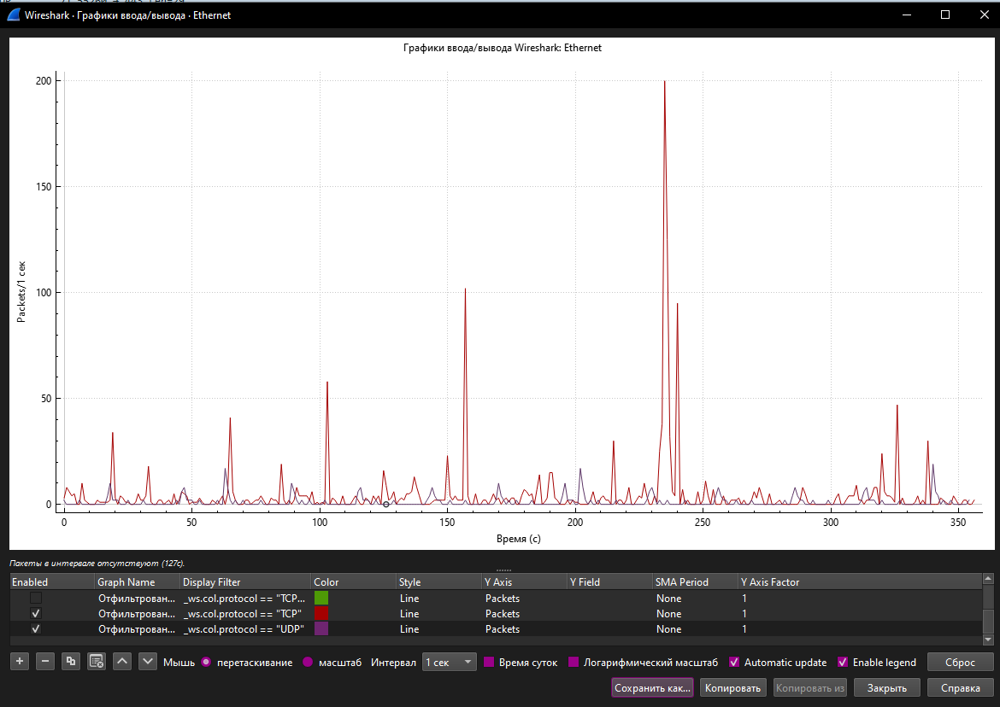 Wireshark · Графики ввода/вывода · Ethernet
Графики ввода/вывода Wireshark: Ethernet
200
150
100
50
0
Packets/1 сек
0 50 100 150 200 250 300 350
Время (с)
Пакеты в интервале отсутствуют (127с).
Enabled Graph Name Display Filter Color Style Y Axis Y Field SMA Period Y Axis Factor
Отфильтрован... _ws.col.protocol == "TCP... Line Packets None 1
Отфильтрован... _ws.col.protocol == "TCP" Line Packets None 1
Отфильтрован... _ws.col.protocol == "UDP" Line Packets None 1
Мышь перетаскивание масштаб Интервал 1 сек Время суток Логарифмический масштаб Automatic update Enable legend Сброс
Сохранить как... Копировать Копировать из Закрыть Справка